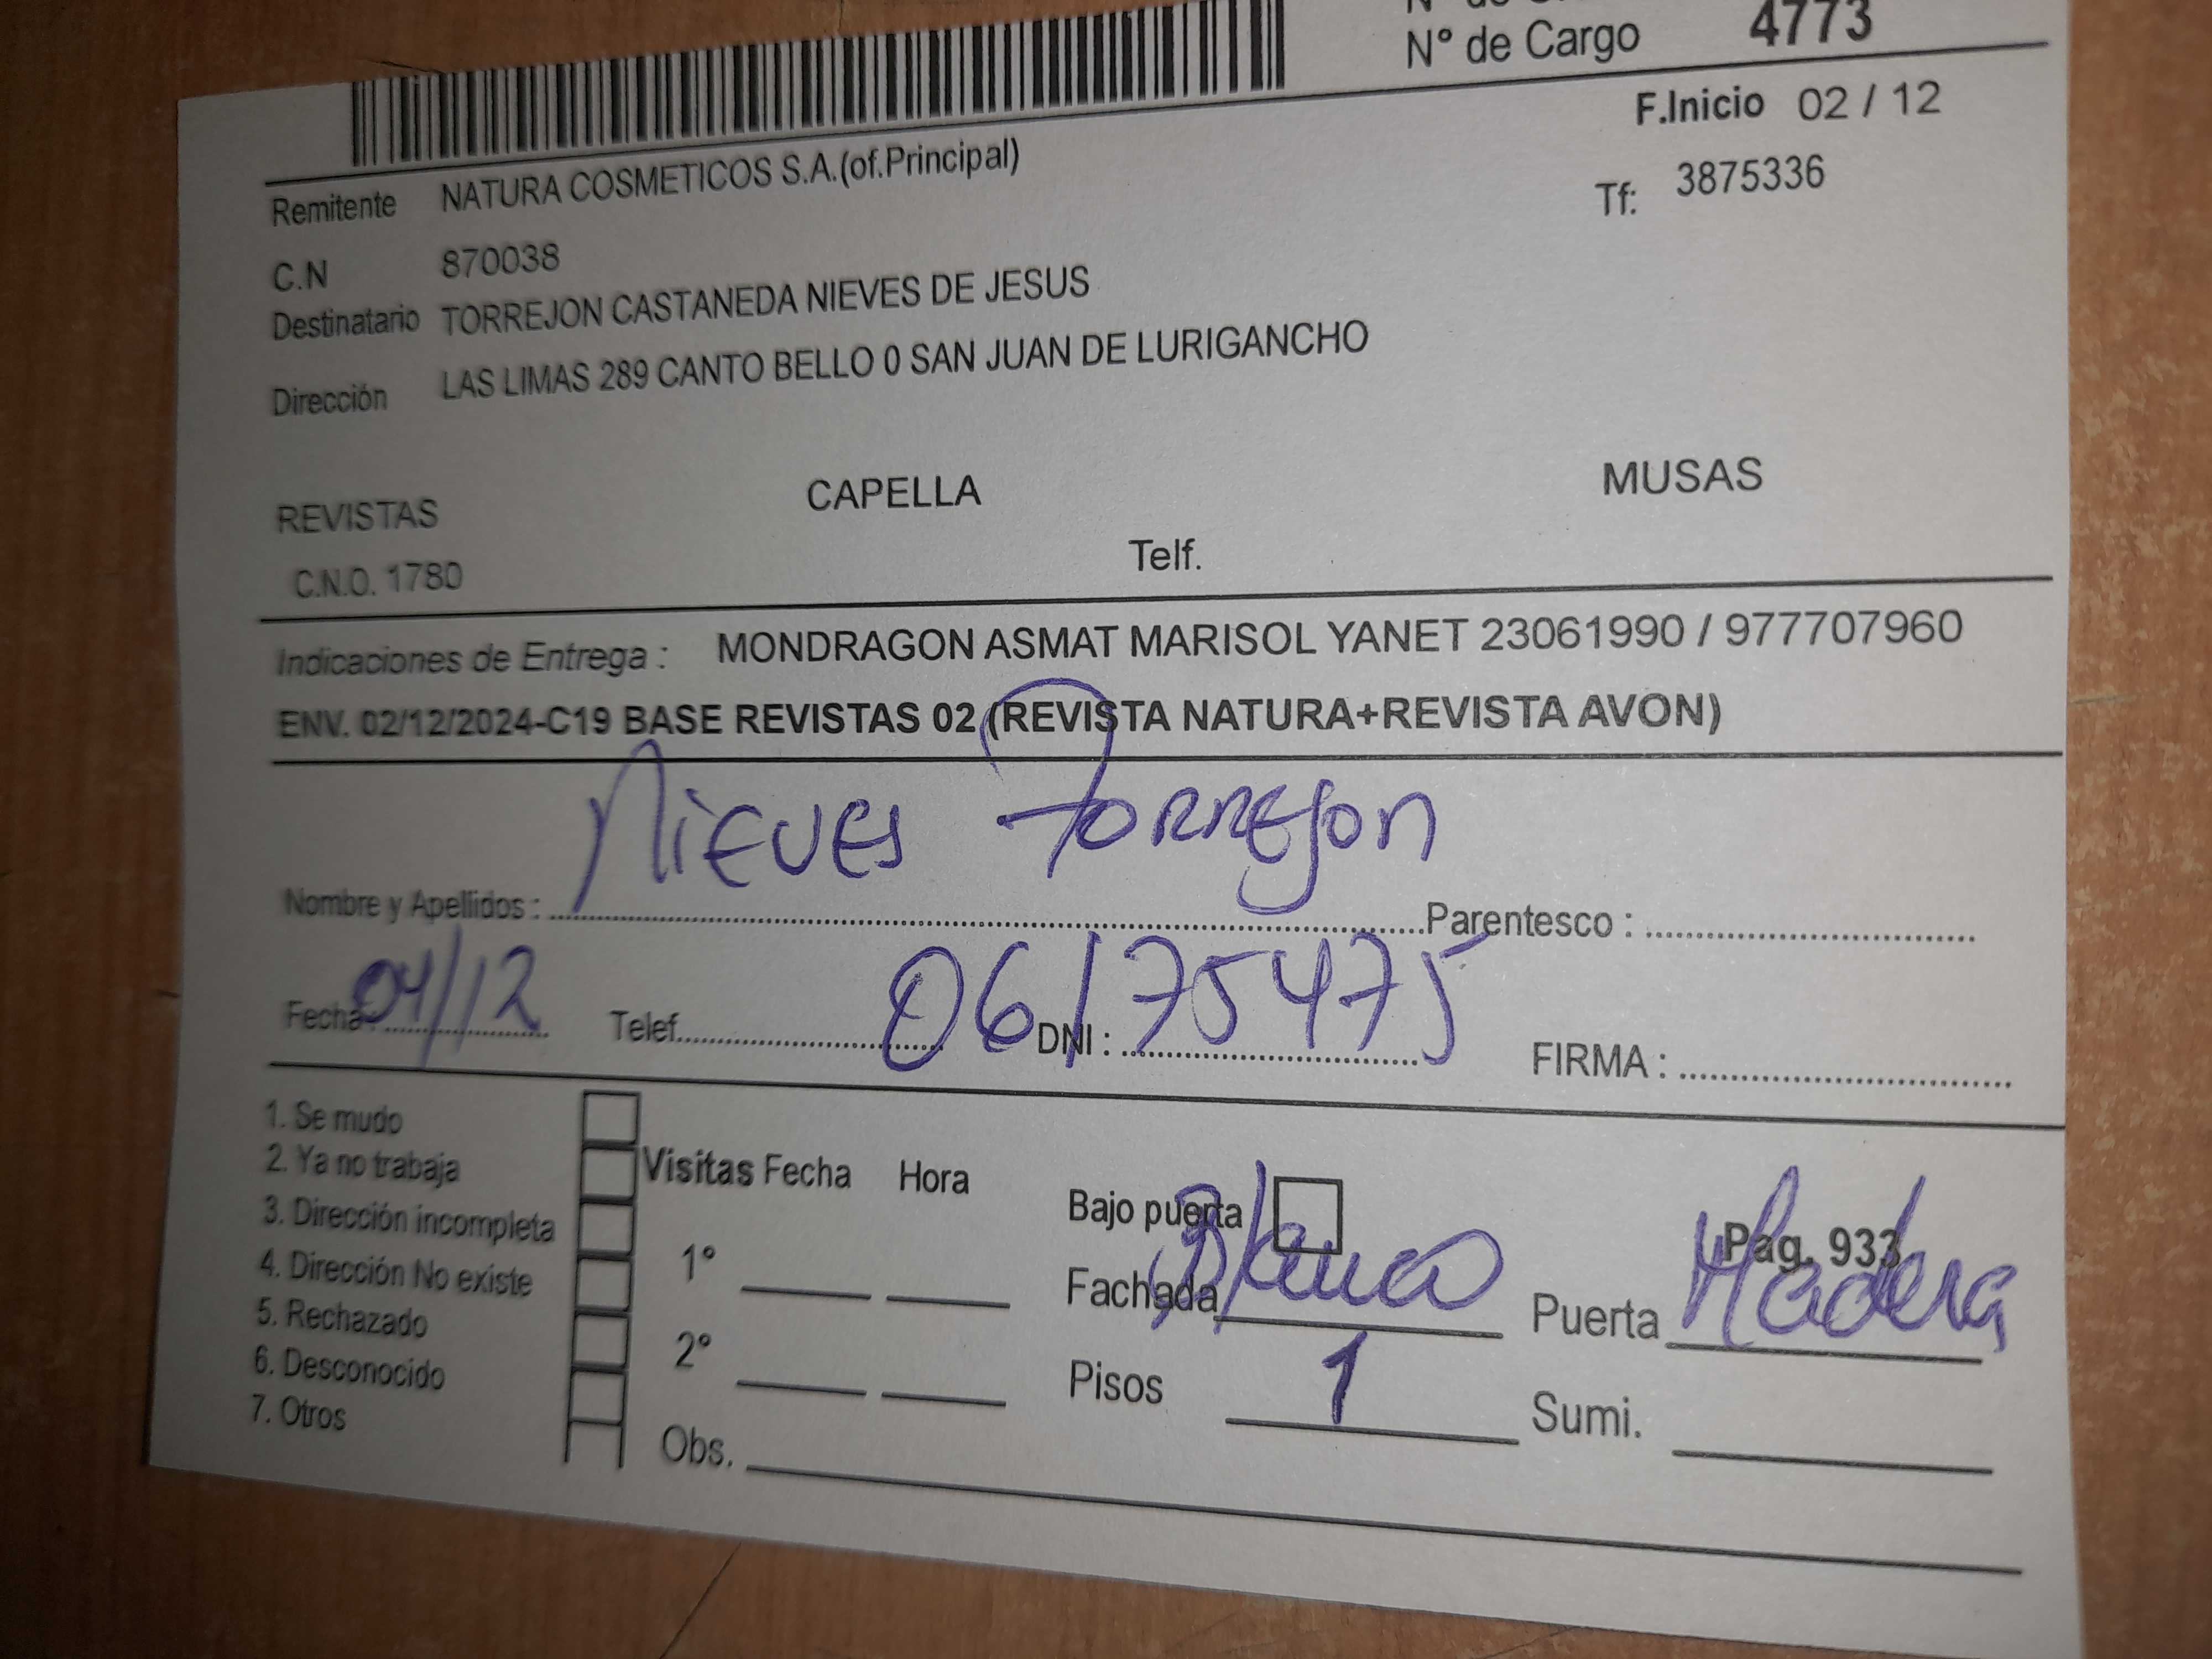 N° de Cargo 4773
F.Inicio 02 / 12
Remitente NATURA COSMETICOS S.A.(of.Principal)
Tf: 3875336
C.N 870038
Destinatario TORREJON CASTANEDA NIEVES DE JESUS
Dirección LAS LIMAS 289 CANTO BELLO 0 SAN JUAN DE LURIGANCHO
REVISTAS CAPELLA MUSAS
C.N.O. 1780 Telf.
Indicaciones de Entrega : MONDRAGON ASMAT MARISOL YANET 23061990 / 977707960
ENV. 02/12/2024-C19 BASE REVISTAS 02 (REVISTA NATURA+REVISTA AVON)
Nombre y Apellidos : Nieves Torrejon Parentesco :
Fecha : 04/12 Telef. DNI : 06175475 FIRMA :
1. Se mudo
2. Ya no trabaja
3. Dirección incompleta
4. Dirección No existe
5. Rechazado
6. Desconocido
7. Otros
Visitas Fecha Hora
1°
2°
Obs.
Bajo puerta Pag. 933
Fachada Blanco Puerta Madera
Pisos 1 Sumi.